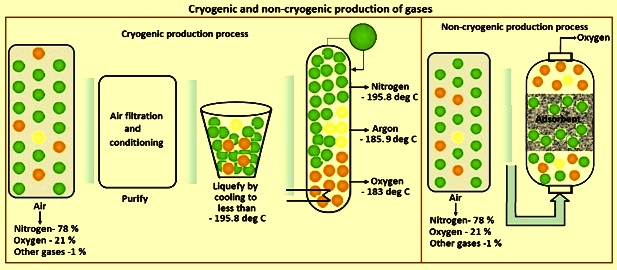 Cryogenic and non-cryogenic production of gases
Cryogenic production process
Air
Nitrogen- 78 %
Oxygen - 21 %
Other gases -1 %
Air filtration
and
conditioning
Purify
Liquefy by
cooling to
less than
- 195.8 deg C
Nitrogen
- 195.8 deg C
Argon
- 185.9 deg C
Oxygen
- 183 deg C
Non-cryogenic production process
Oxygen
Adsorbent
Air
Nitrogen- 78 %
Oxygen - 21 %
Other gases -1 %